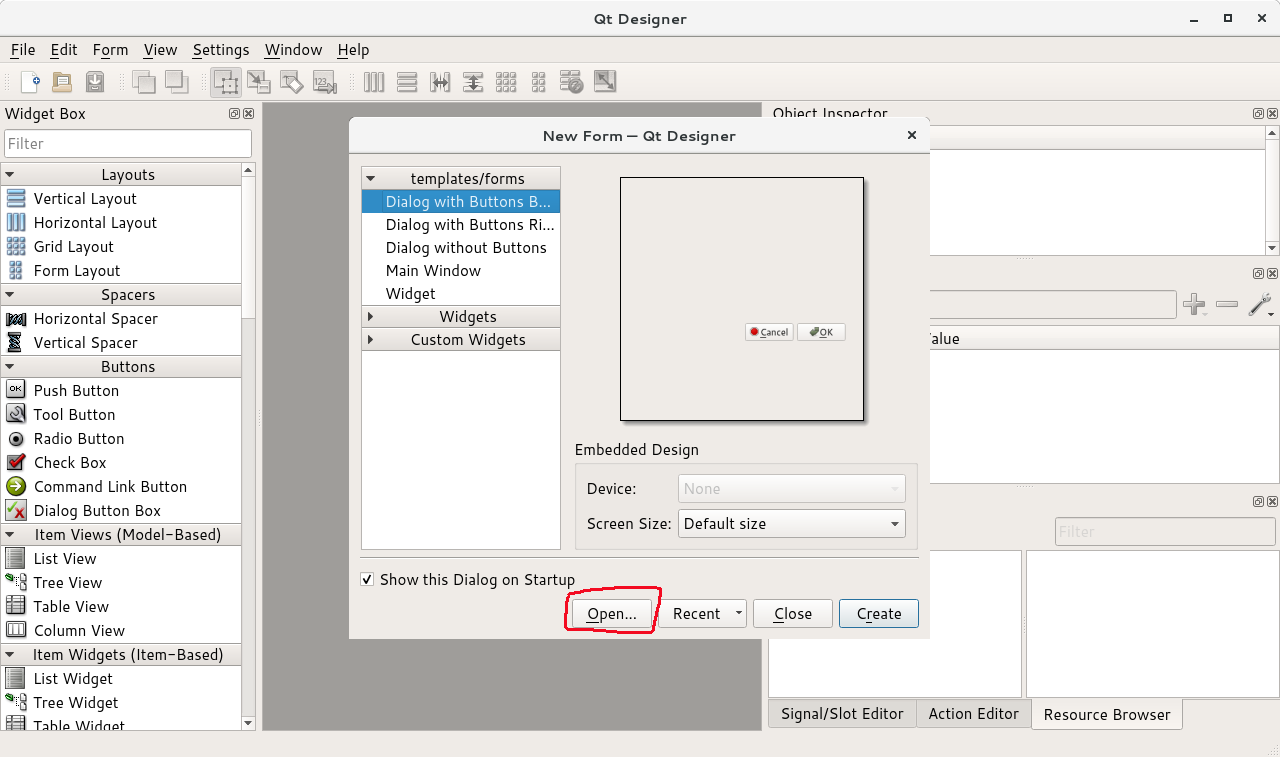 Qt Designer
File Edit Form View Settings Window Help
Widget Box
Filter
Layouts
Vertical Layout
Horizontal Layout
Grid Layout
Form Layout
Spacers
Horizontal Spacer
Vertical Spacer
Buttons
Push Button
Tool Button
Radio Button
Check Box
Command Link Button
Dialog Button Box
Item Views (Model-Based)
List View
Tree View
Table View
Column View
Item Widgets (Item-Based)
List Widget
Tree Widget
Table Widget
New Form — Qt Designer
templates/forms
Dialog with Buttons B...
Dialog with Buttons Ri...
Dialog without Buttons
Main Window
Widget
Widgets
Custom Widgets
Cancel OK
Embedded Design
Device: None
Screen Size: Default size
Show this Dialog on Startup
Open... Recent Close Create
Object Inspector
Filter
Signal/Slot Editor Action Editor Resource Browser